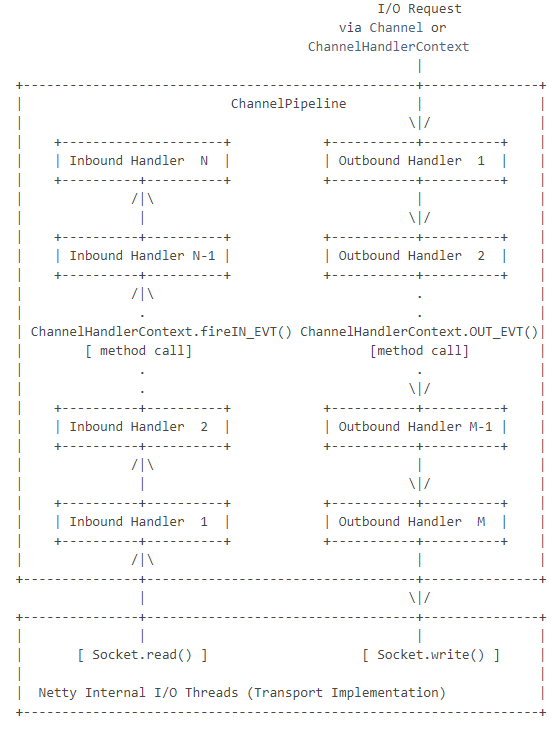 I/O Request
via Channel or
ChannelHandlerContext
ChannelPipeline
Inbound Handler N
Outbound Handler 1
Inbound Handler N-1
Outbound Handler 2
ChannelHandlerContext.fireIN_EVT() ChannelHandlerContext.OUT_EVT()
[ method call] [method call]
Inbound Handler 2
Outbound Handler M-1
Inbound Handler 1
Outbound Handler M
[ Socket.read() ] [ Socket.write() ]
Netty Internal I/O Threads (Transport Implementation)